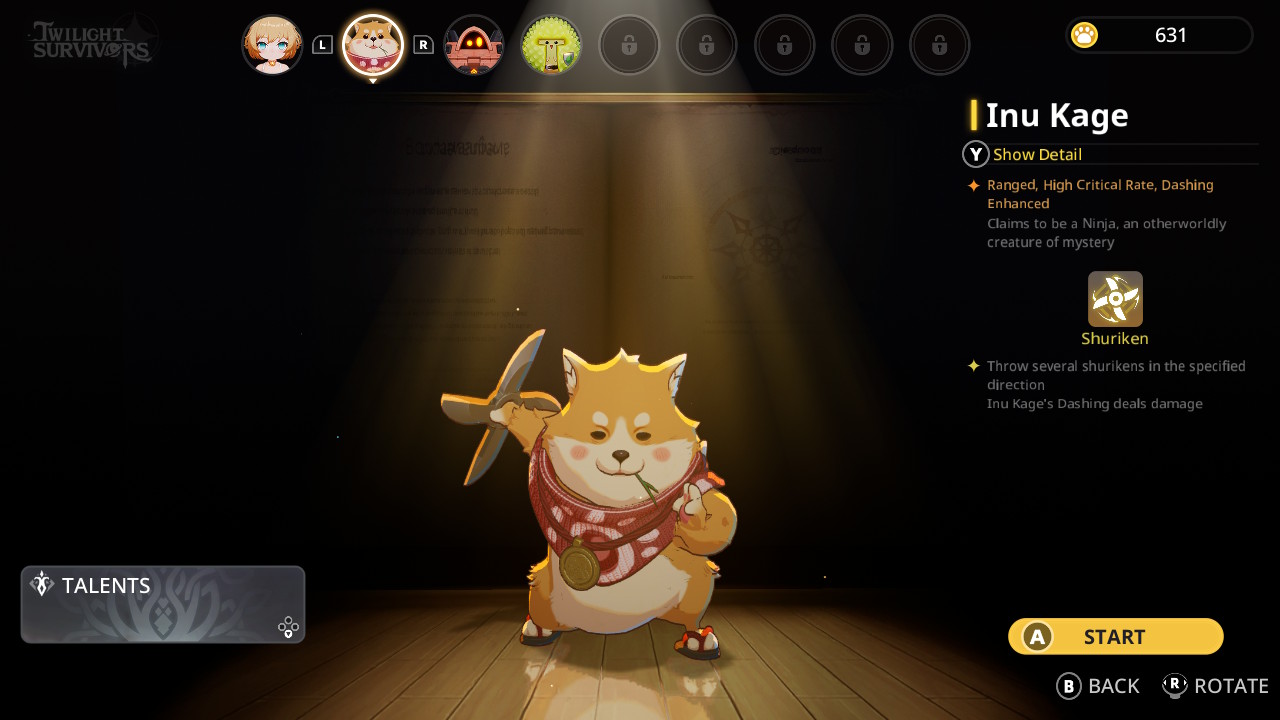 TWILIGHT
SURVIVORS
L
R
631
Inu Kage
Y Show Detail
Ranged, High Critical Rate, Dashing
Enhanced
Claims to be a Ninja, an otherworldly
creature of mystery
Shuriken
Throw several shurikens in the specified
direction
Inu Kage's Dashing deals damage
TALENTS
A START
B BACK R ROTATE